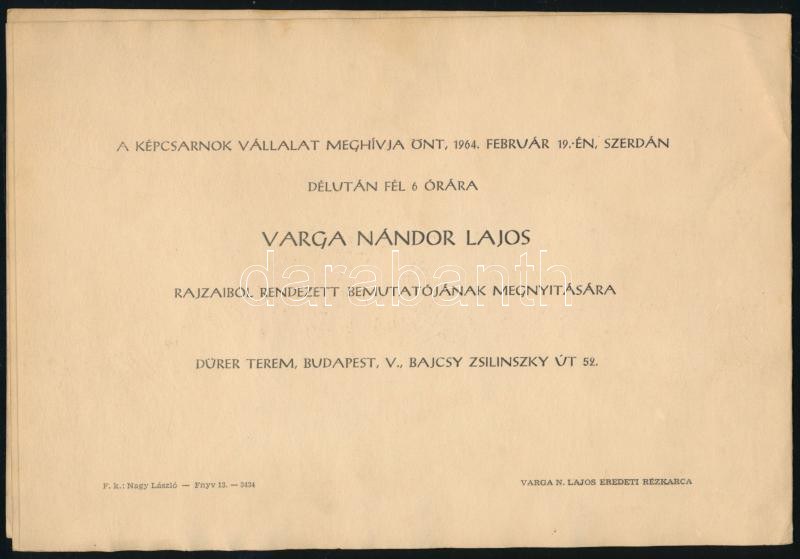 A KÉPCSARNOK VÁLLALAT MEGHÍVJA ÖNT, 1964. FEBRUÁR 19.-ÉN, SZERDÁN
DÉLUTÁN FÉL 6 ÓRÁRA
VARGA NÁNDOR LAJOS
darabanth
RAJZAIBÓL RENDEZETT BEMUTATÓJÁNAK MEGNYITÁSÁRA
DÜRER TEREM, BUDAPEST, V., BAJCSY ZSILINSZKY ÚT 52.
F. k.: Nagy László — Fnyv 13. — 3434
VARGA N. LAJOS EREDETI RÉZKARCA